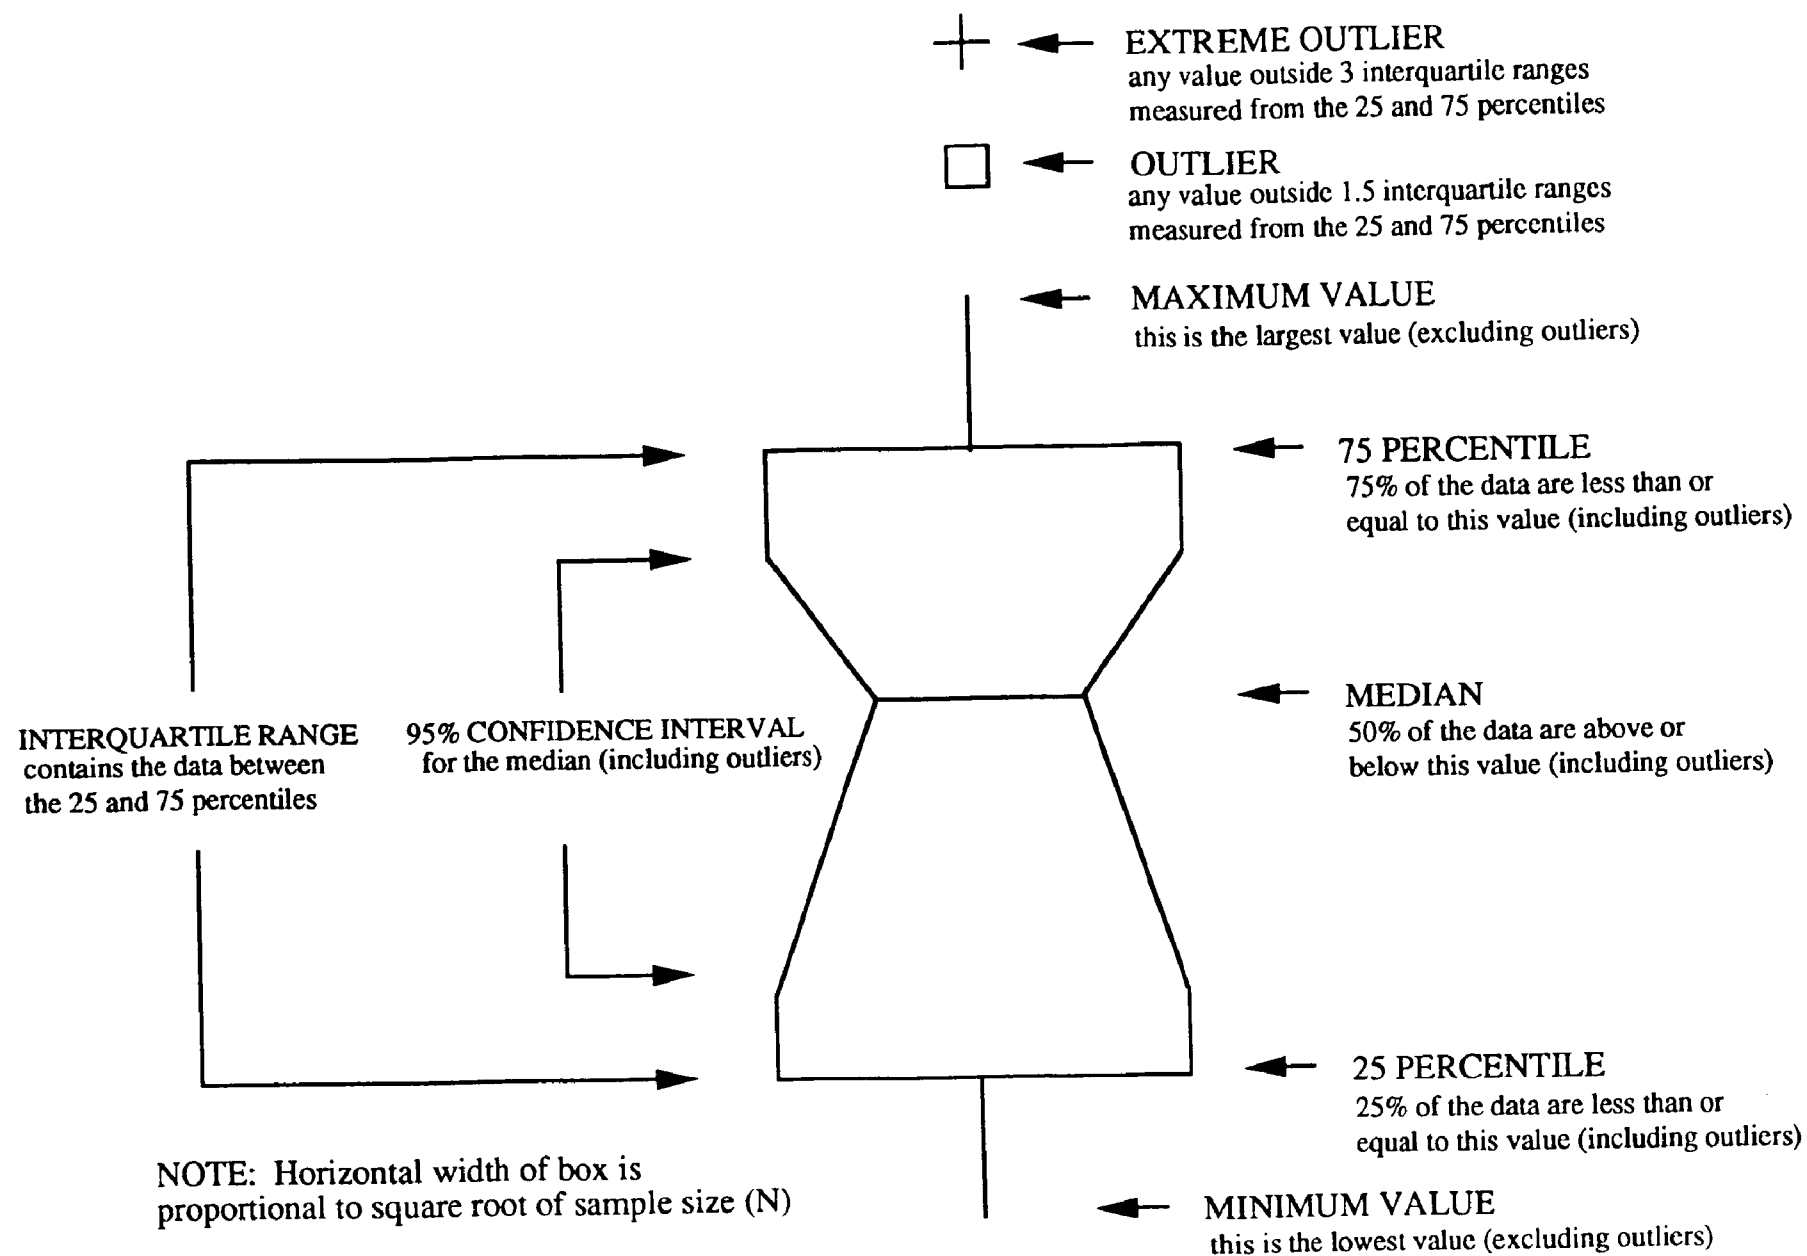 EXTREME OUTLIER
any value outside 3 interquartile ranges
measured from the 25 and 75 percentiles
OUTLIER
any value outside 1.5 interquartile ranges
measured from the 25 and 75 percentiles
MAXIMUM VALUE
this is the largest value (excluding outliers)
75 PERCENTILE
75% of the data are less than or
equal to this value (including outliers)
MEDIAN
50% of the data are above or
below this value (including outliers)
INTERQUARTILE RANGE
contains the data between
the 25 and 75 percentiles
95% CONFIDENCE INTERVAL
for the median (including outliers)
25 PERCENTILE
25% of the data are less than or
equal to this value (including outliers)
NOTE: Horizontal width of box is
proportional to square root of sample size (N)
MINIMUM VALUE
this is the lowest value (excluding outliers)